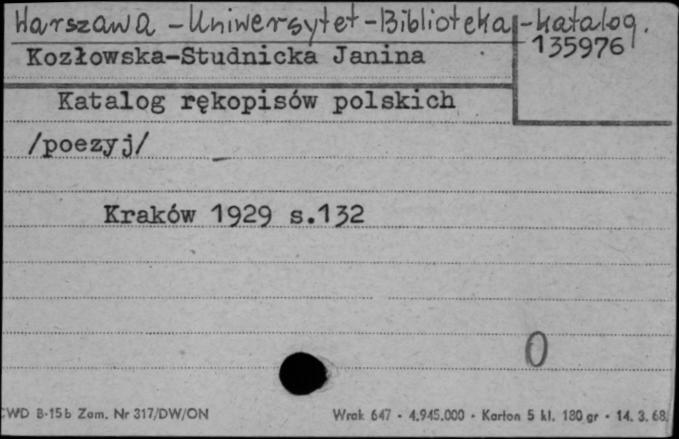 Warszawa - Uniwersytet - Biblioteka - katalog.
135976
Kozłowska-Studnicka Janina
Katalog rękopisów polskich
/poezyj/
Kraków 1929 s.132
0
CWD B-15b Zam. Nr 317/DW/ON Wrak 647 - 4.945.000 - Karton 5 kl. 180 gr - 14. 3. 68